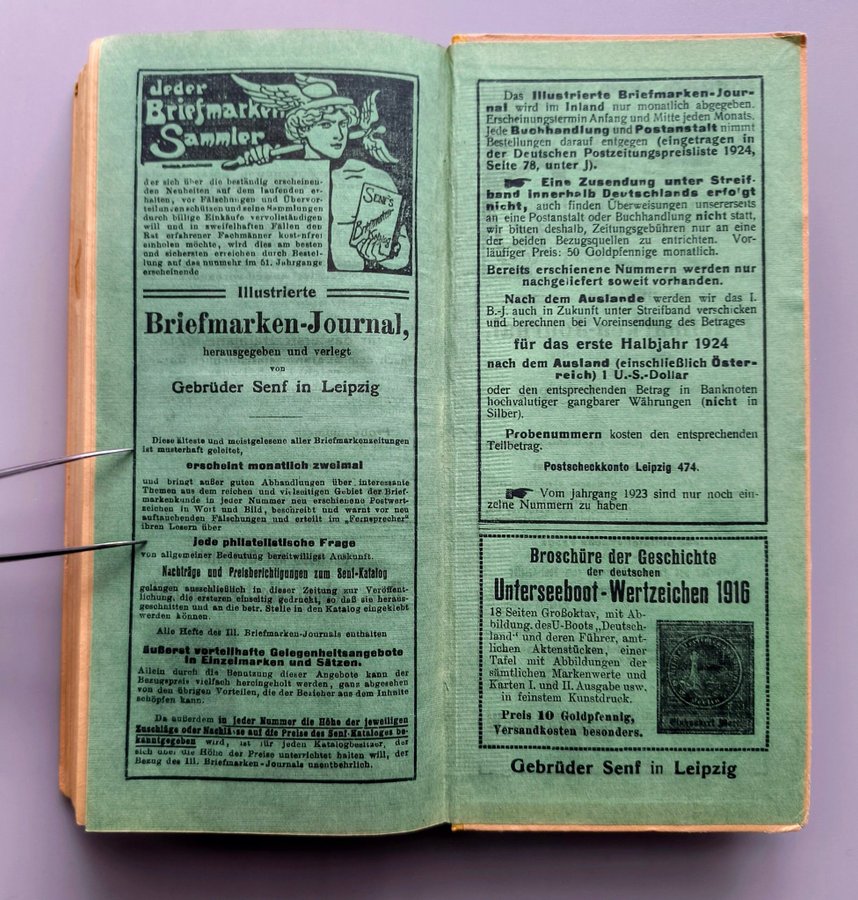 Jeder
Briefmarken
Sammler
SENF'S
der sich über die beständig erscheinen-
den Neuheiten auf dem laufenden er-
halten, vor Fälschungen und Übervor-
teilungen schützen und seine Sammlungen
durch billige Einkäufe vervollständigen
will und in zweifelhaften Fällen den
Rat erfahrener Fachmänner kostenfrei
einholen möchte, wird dies am besten
und sichersten erreichen durch Bestel-
lung auf das nunmehr im 51. Jahrgange
erscheinende
Illustrierte
Briefmarken-Journal,
herausgegeben und verlegt
von
Gebrüder Senf in Leipzig
Diese älteste und meistgelesene aller Briefmarkenzeitungen
ist musterhaft geleitet,
erscheint monatlich zweimal
und bringt außer guten Abhandlungen über interessante
Themen aus dem reichen und vielseitigen Gebiet der Brief-
markenkunde in jeder Nummer neu erschienene Postwert-
zeichen in Wort und Bild, beschreibt und warnt vor neu
auftauchenden Fälschungen und erteilt im „Fernsprecher"
ihren Lesern über
jede philatelistische Frage
von allgemeiner Bedeutung bereitwilligst Auskunft.
Nachträge und Preisberichtigungen zum Senf-Katalog
gelangen anschließlich in dieser Zeitung zur Veröffent-
lichung, die ersteren einseitig gedruckt, so daß sie heraus-
geschnitten und an die betr. Stelle in den Katalog eingeklebt
werden können.
Alle Hefte des Ill. Briefmarken-Journals enthalten
äußerst vorteilhafte Gelegenheitsangebote
in Einzelmarken und Sätzen.
Allein durch die Benutzung dieser Angebote kann der
Bezugspreis vielfach hereingeholt werden, ganz abgesehen
von den übrigen Vorteilen, die der Bezieher aus dem Inhalte
schöpfen kann.
Da außerdem in jeder Nummer die Höhe der jeweiligen
Zuschläge oder Nachlässe auf die Preise des Senf-Kataloges be-
kanntgegeben wird, ist für jeden Katalogbesitzer, der
sich über die Höhe der Preise unterrichtet halten will, der
Bezug des Ill. Briefmarken-Journals unentbehrlich.
Das Illustrierte Briefmarken-Jour-
nal wird im Inland nur monatlich abgegeben.
Erscheinungstermin Anfang und Mitte jeden Monats.
Jede Buchhandlung und Postanstalt nimmt
Bestellungen darauf entgegen (eingetragen in
der Deutschen Postzeitungspreisliste 1924,
Seite 78, unter J).
Eine Zusendung unter Streif-
band innerhalb Deutschlands erfolgt
nicht, auch finden Überweisungen unsererseits
an eine Postanstalt oder Buchhandlung nicht statt,
wir bitten deshalb, Zeitungsgebühren nur an eine
der beiden Bezugsquellen zu entrichten. Vor-
läufiger Preis: 50 Goldpfennige monatlich.
Bereits erschienene Nummern werden nur
nachgeliefert soweit vorhanden.
Nach dem Auslande werden wir das I.
B.-J. auch in Zukunft unter Streifband verschicken
und berechnen bei Voreinsendung des Betrages
für das erste Halbjahr 1924
nach dem Ausland (einschließlich Öster-
reich) 1 U.-S.-Dollar
oder den entsprechenden Betrag in Banknoten
hochvalutiger gangbarer Währungen (nicht in
Silber).
Probenummern kosten den entsprechenden
Teilbetrag.
Postscheckkonto Leipzig 474.
Vom jahrgang 1923 sind nur noch ein-
zelne Nummern zu haben
Broschüre der Geschichte
der deutschen
Unterseeboot-Wertzeichen 1916
18 Seiten Großoktav, mit Ab-
bildung. des U-Boots „Deutsch-
land" und deren Führer, amt-
lichen Aktenstücken, einer
Tafel mit Abbildungen der
sämtlichen Markenwerte und
Karten I. und II. Ausgabe usw.
in feinstem Kunstdruck.
Preis 10 Goldpfennig,
Versandkosten besonders.
Gebrüder Senf in Leipzig